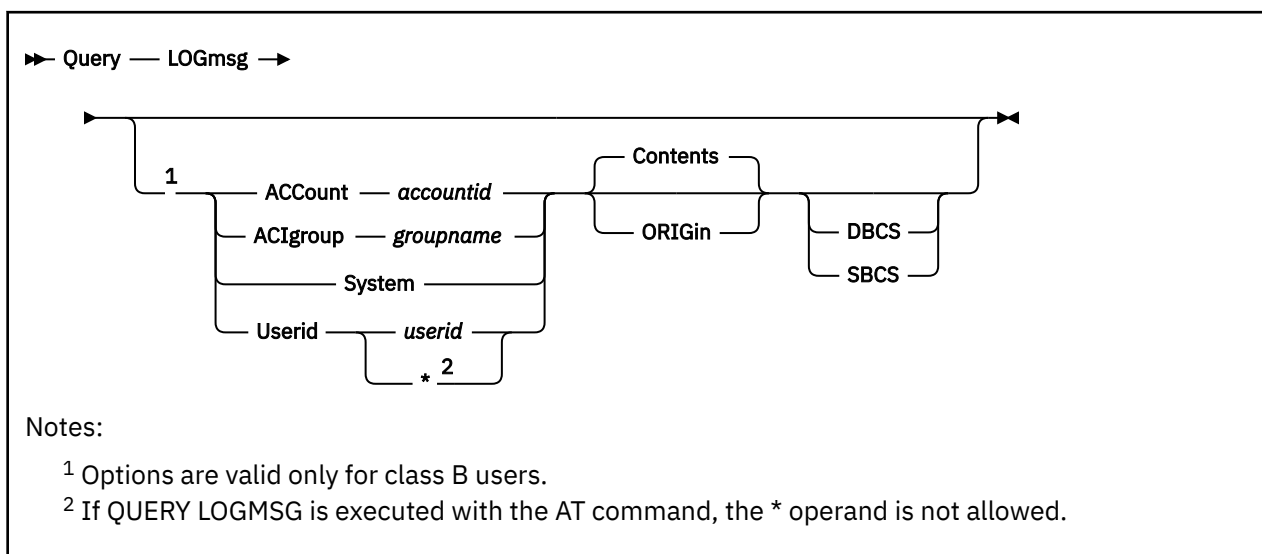 Query LOGmsg
Contents
1 ACCount accountid
ACIgroup groupname ORIGin DBCS
System SBCS
Userid userid
* 2
Notes:
1 Options are valid only for class B users.
2 If QUERY LOGMSG is executed with the AT command, the * operand is not allowed.